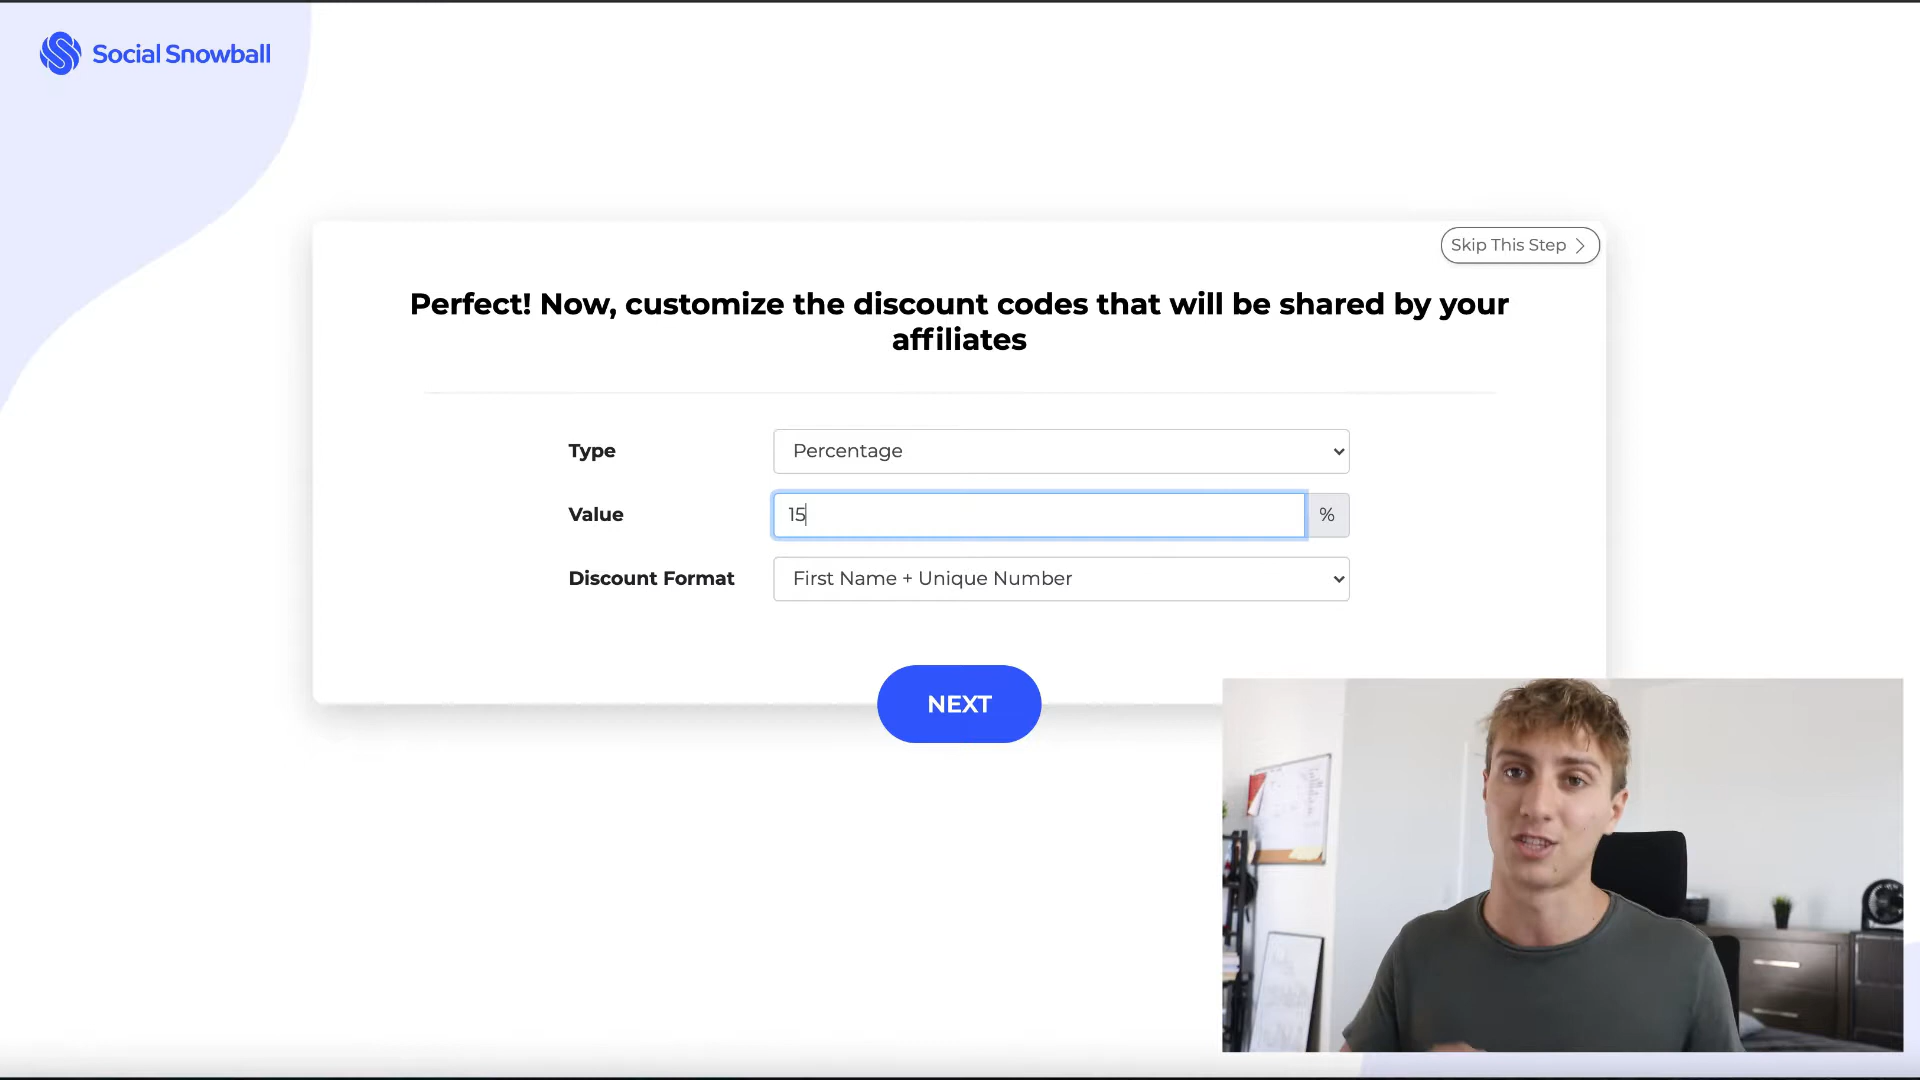 Social Snowball
Skip This Step
Perfect! Now, customize the discount codes that will be shared by your
affiliates
Type
Percentage
Value
15
%
Discount Format
First Name + Unique Number
NEXT